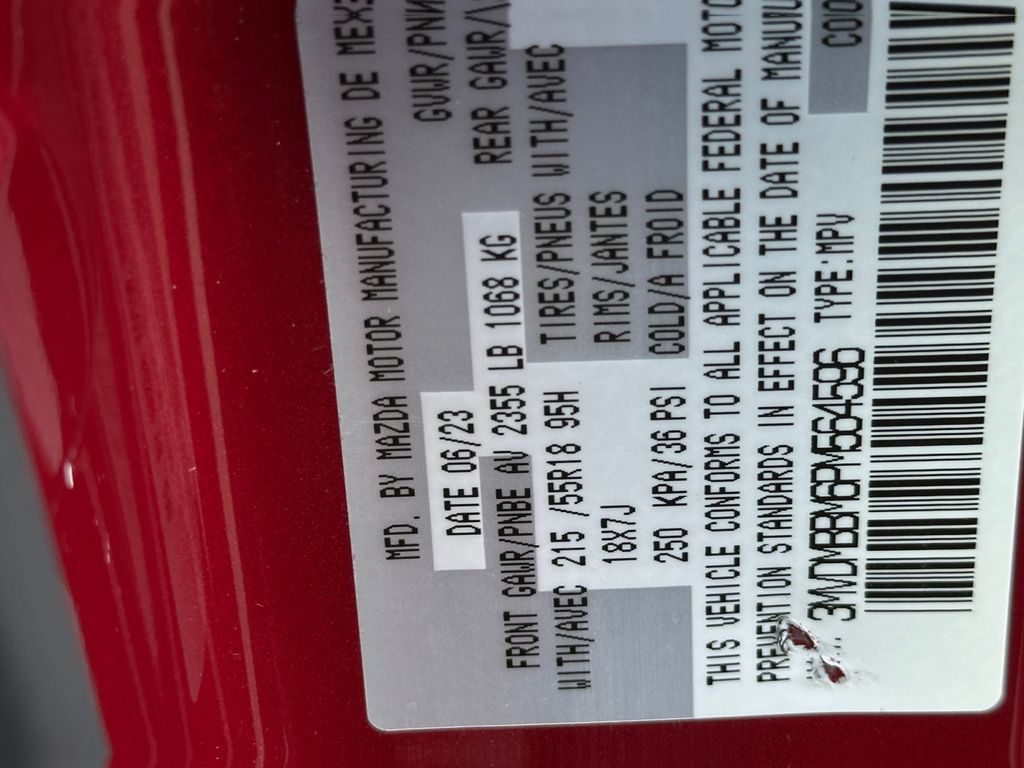 MFD. BY MAZDA MOTOR MANUFACTURING DE MEX
DATE 06/23 GVWR/
FRONT GAWR/PNBE AV 2355 LB 1068 KG REAR GAWR/
WITH/AVEC 215 /55R18 95H TIRES/PNEUS WITH/AVEC
18X7J RIMS/JANTES
250 KPA/36 PSI COLD/A FROID
THIS VEHICLE CONFORMS TO ALL APPLICABLE FEDERAL MOTO
PREVENTION STANDARDS IN EFFECT ON THE DATE OF MANU
3MVDMBBM6PM564596 TYPE:MPV